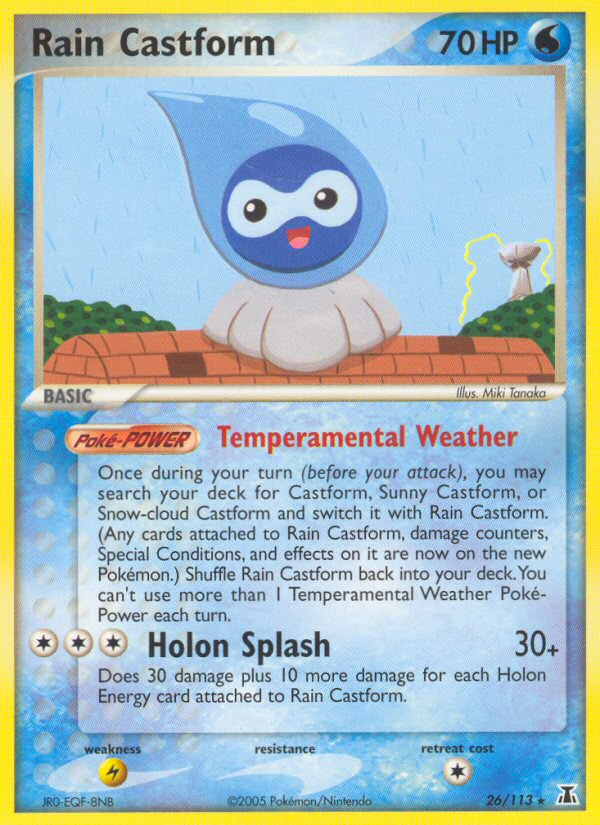 Rain Castform 70 HP
BASIC
Illus. Miki Tanaka
Poké-POWER Temperamental Weather
Once during your turn (before your attack), you may
search your deck for Castform, Sunny Castform, or
Snow-cloud Castform and switch it with Rain Castform.
(Any cards attached to Rain Castform, damage counters,
Special Conditions, and effects on it are now on the new
Pokémon.) Shuffle Rain Castform back into your deck. You
can't use more than 1 Temperamental Weather Poké-
Power each turn.
Holon Splash 30+
Does 30 damage plus 10 more damage for each Holon
Energy card attached to Rain Castform.
weakness resistance retreat cost
JR0-EQF-8NB ©2005 Pokémon/Nintendo 26/113 ★